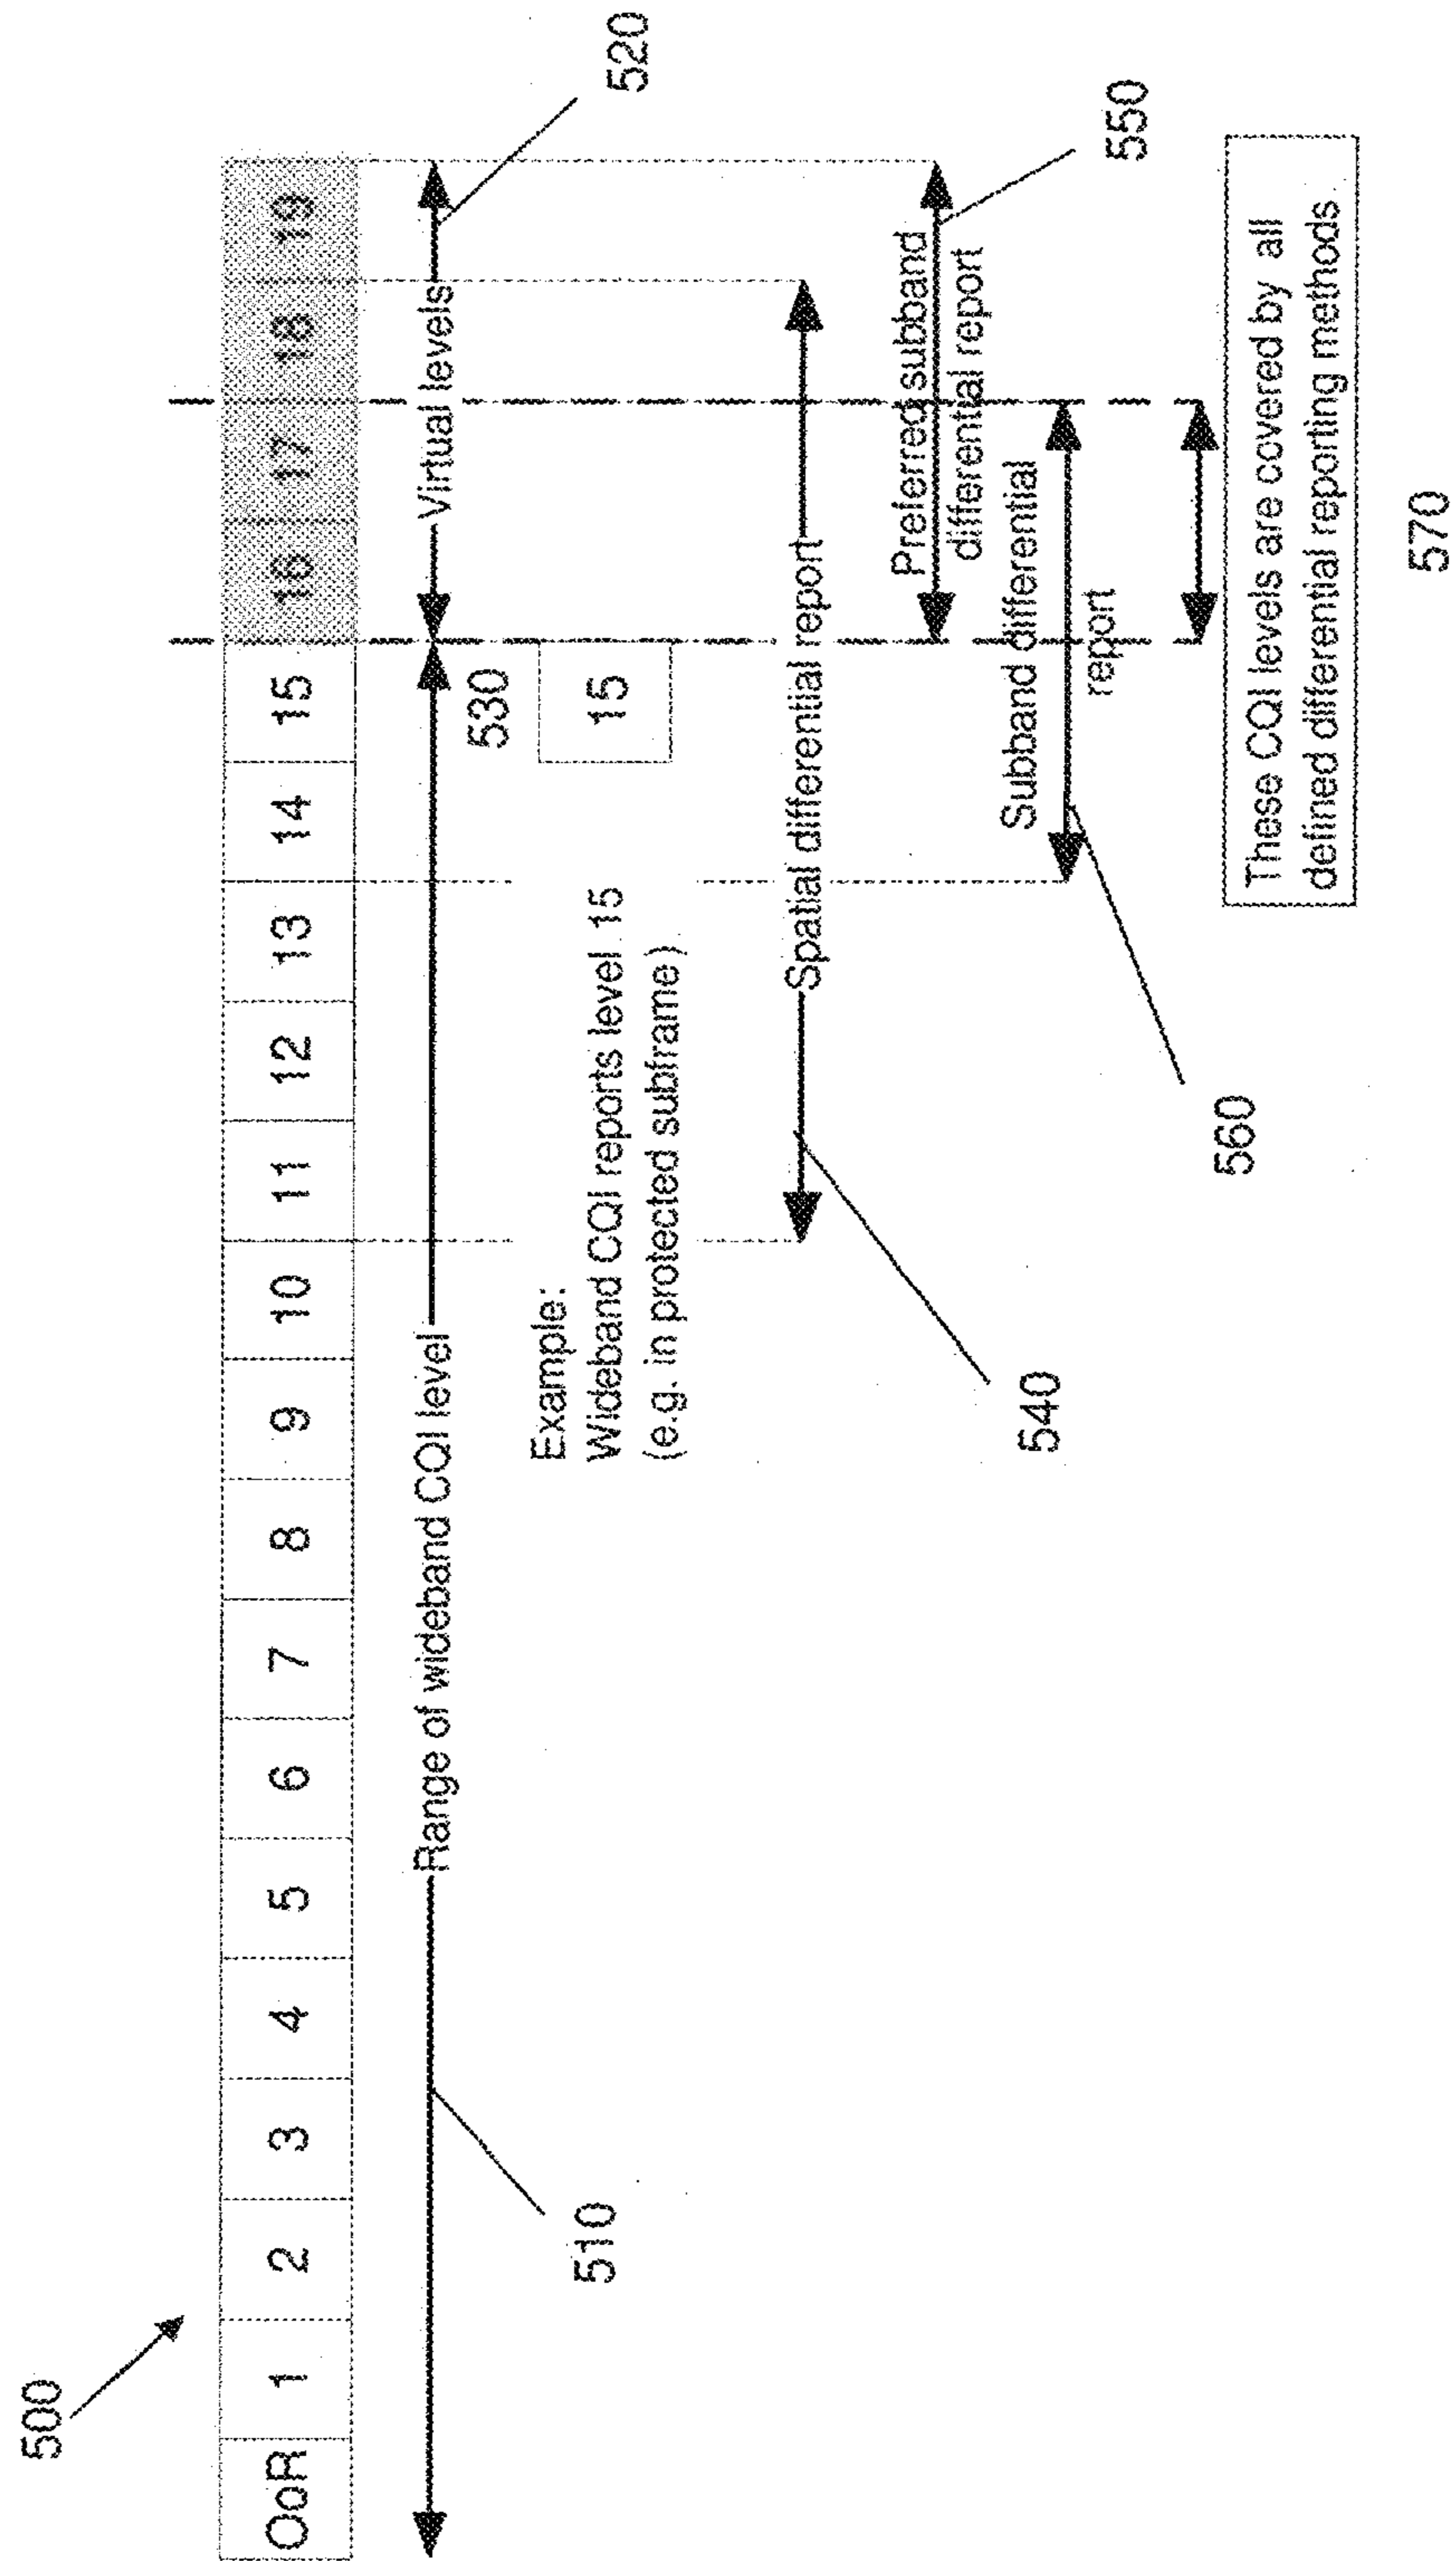 500
OoR 1 2 3 4 5 6 7 8 9 10 11 12 13 14 15 16 17 18 19
Range of wideband CQI level
Virtual levels
510
520
530
Example:
Wideband CQI reports level 15
(e.g. in protected subframe)
15
Spatial differential report
540
Preferred subband
differential report
550
Subband differential
report
560
These CQI levels are covered by all
defined differential reporting methods
570